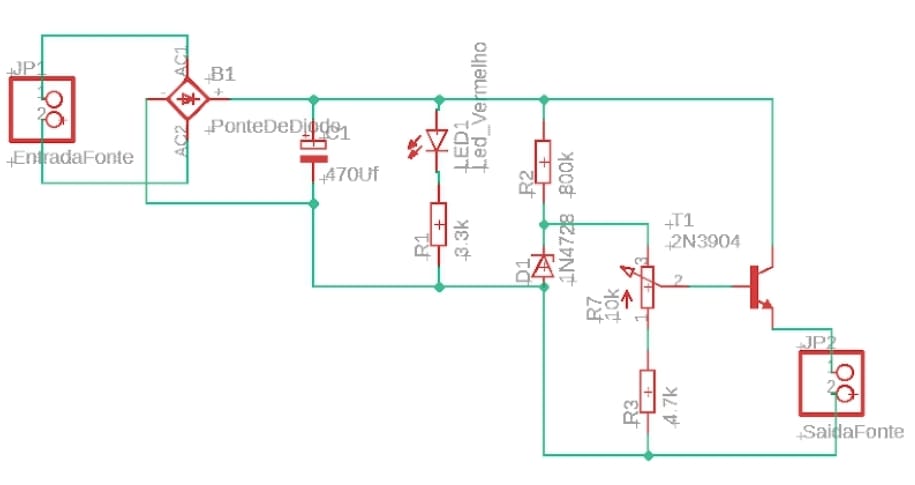 JP1
1
2
EntradaFonte
AC1
AC2
B1
-
+
PonteDeDiodo
C1
+
470Uf
LED1
Led_Vermelho
R1
3.3k
R2
800k
D1
1N4728
T1
2N3904
R7
10k
3
2
1
R3
4.7k
JP2
1
2
SaidaFonte